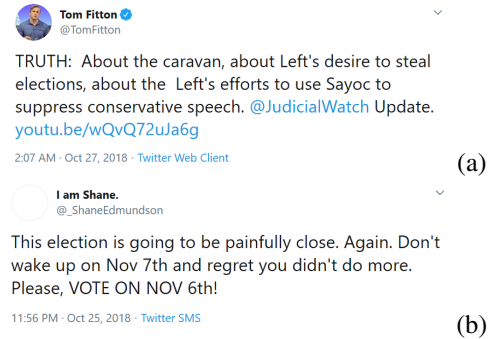 Tom Fitton
@TomFitton
TRUTH:  About the caravan, about Left's desire to steal
elections, about the  Left's efforts to use Sayoc to
suppress conservative speech. @JudicialWatch Update.
youtu.be/wQvQ72uJa6g
2:07 AM · Oct 27, 2018 · Twitter Web Client
(a)
I am Shane.
@_ShaneEdmundson
This election is going to be painfully close. Again. Don't
wake up on Nov 7th and regret you didn't do more.
Please, VOTE ON NOV 6th!
11:56 PM · Oct 25, 2018 · Twitter SMS
(b)